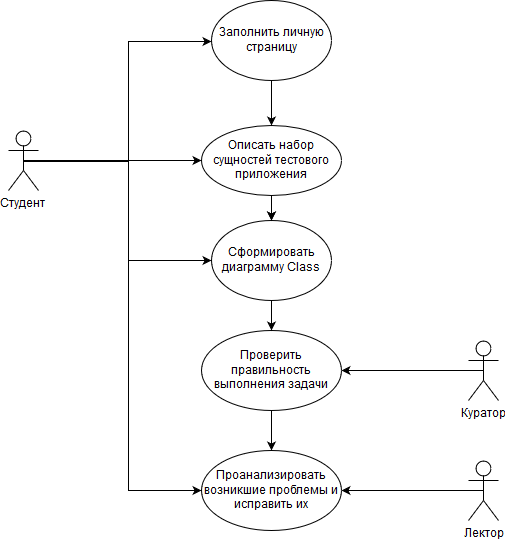 Заполнить личную
страницу
Описать набор
сущностей тестового
приложения
Студент
Сформировать
диаграмму Class
Проверить
правильность
выполнения задачи
Куратор
Проанализировать
возникшие проблемы и
исправить их
Лектор